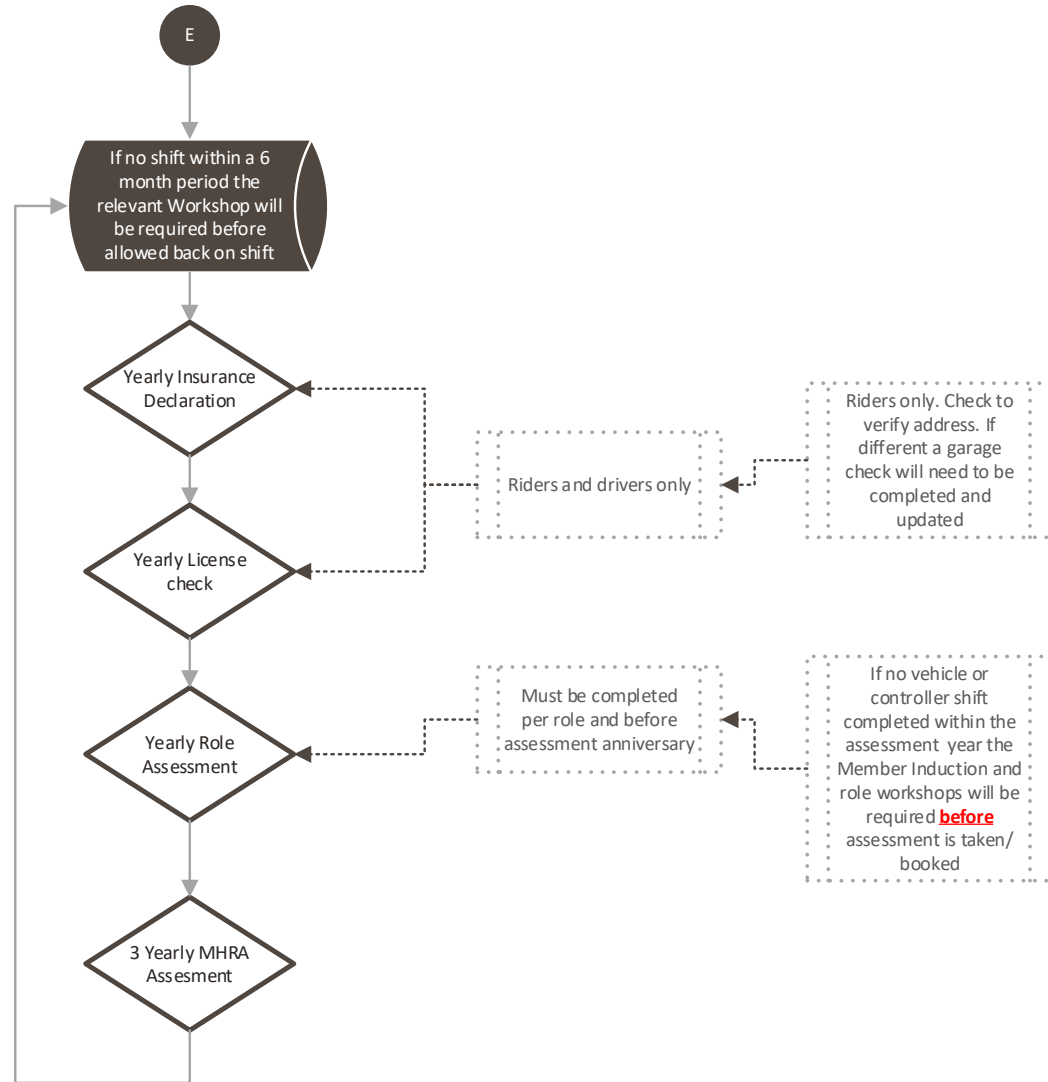 E
If no shift within a 6
month period the
relevant Workshop will
be required before
allowed back on shift
Yearly Insurance
Declaration
Riders and drivers only
Riders only. Check to
verify address. If
different a garage
check will need to be
completed and
updated
Yearly License
check
Yearly Role
Assessment
Must be completed
per role and before
assessment anniversary
If no vehicle or
controller shift
completed within the
assessment year the
Member Induction and
role workshops will be
required before
assessment is taken/
booked
3 Yearly MHRA
Assesment